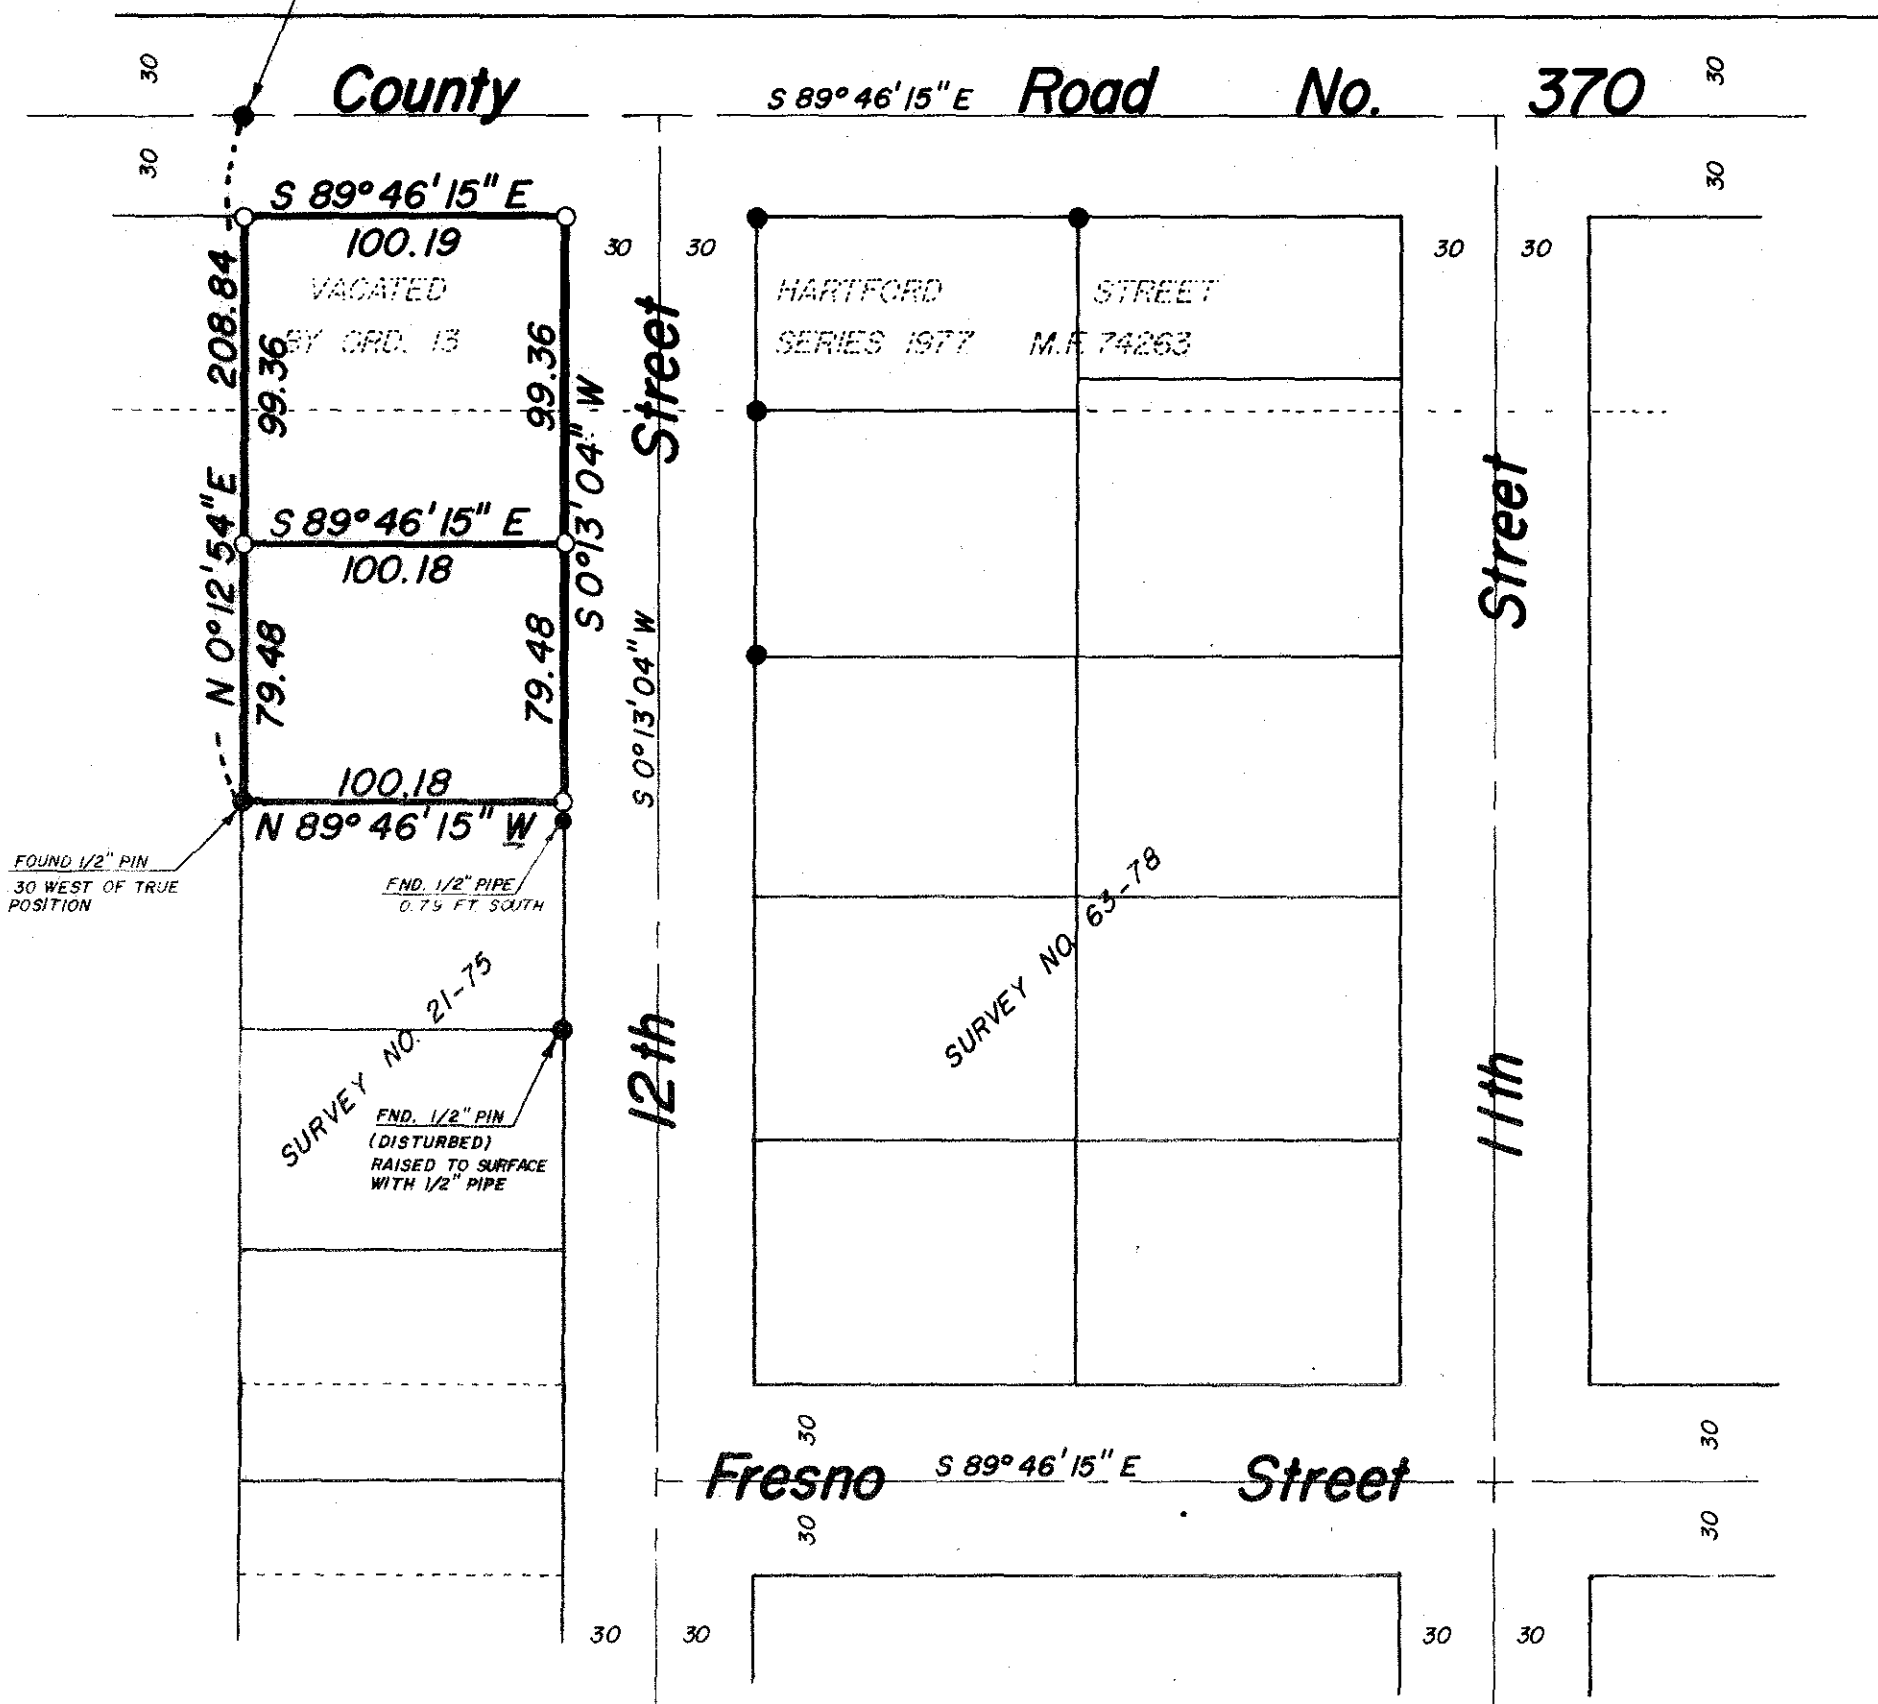 30
30
County Road No. 370
S 89° 46' 15" E
30
30
S 89° 46' 15" E
100.19
30
30
30
30
208.84
N 0° 12' 54" E
99.36
99.36
VACATED
HARTFORD
STREET
BY ORD. 13
SERIES 1977
M.F. 74263
S 0° 13' 04" W
S 89° 46' 15" E
100.18
79.48
79.48
S 0° 13' 04" W
12th Street
11th Street
100.18
N 89° 46' 15" W
FOUND 1/2" PIN
.30 WEST OF TRUE
POSITION
FND. 1/2" PIPE
0.79 FT. SOUTH
SURVEY NO. 21-75
SURVEY NO. 63-78
FND. 1/2" PIN
(DISTURBED)
RAISED TO SURFACE
WITH 1/2" PIPE
30
30
Fresno Street
S 89° 46' 15" E
30
30
30
30
30
30